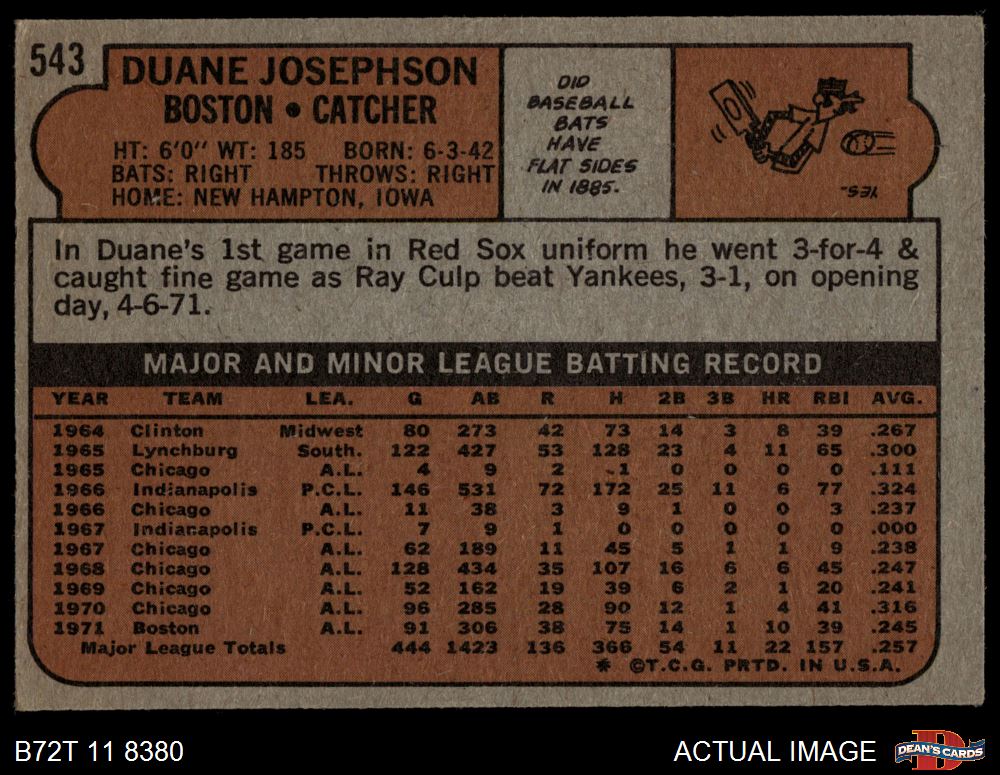 543
DUANE JOSEPHSON
BOSTON • CATCHER
HT: 6'0" WT: 185 BORN: 6-3-42
BATS: RIGHT THROWS: RIGHT
HOME: NEW HAMPTON, IOWA
DID
BASEBALL
BATS
HAVE
FLAT SIDES
IN 1885.
YES.
In Duane's 1st game in Red Sox uniform he went 3-for-4 &
caught fine game as Ray Culp beat Yankees, 3-1, on opening
day, 4-6-71.
MAJOR AND MINOR LEAGUE BATTING RECORD
YEAR TEAM LEA. G AB R H 2B 3B HR RBI AVG.
1964 Clinton Midwest 80 273 42 73 14 3 8 39 .267
1965 Lynchburg South. 122 427 53 128 23 4 11 65 .300
1965 Chicago A.L. 4 9 2 1 0 0 0 0 .111
1966 Indianapolis P.C.L. 146 531 72 172 25 11 6 77 .324
1966 Chicago A.L. 11 38 3 9 1 0 0 3 .237
1967 Indianapolis P.C.L. 7 9 1 0 0 0 0 0 .000
1967 Chicago A.L. 62 189 11 45 5 1 1 9 .238
1968 Chicago A.L. 128 434 35 107 16 6 6 45 .247
1969 Chicago A.L. 52 162 19 39 6 2 1 20 .241
1970 Chicago A.L. 96 285 28 90 12 1 4 41 .316
1971 Boston A.L. 91 306 38 75 14 1 10 39 .245
Major League Totals 444 1423 136 366 54 11 22 157 .257
* ©T.C.G. PRTD. IN U.S.A.
B72T 11 8380
ACTUAL IMAGE
DEAN'S CARDS